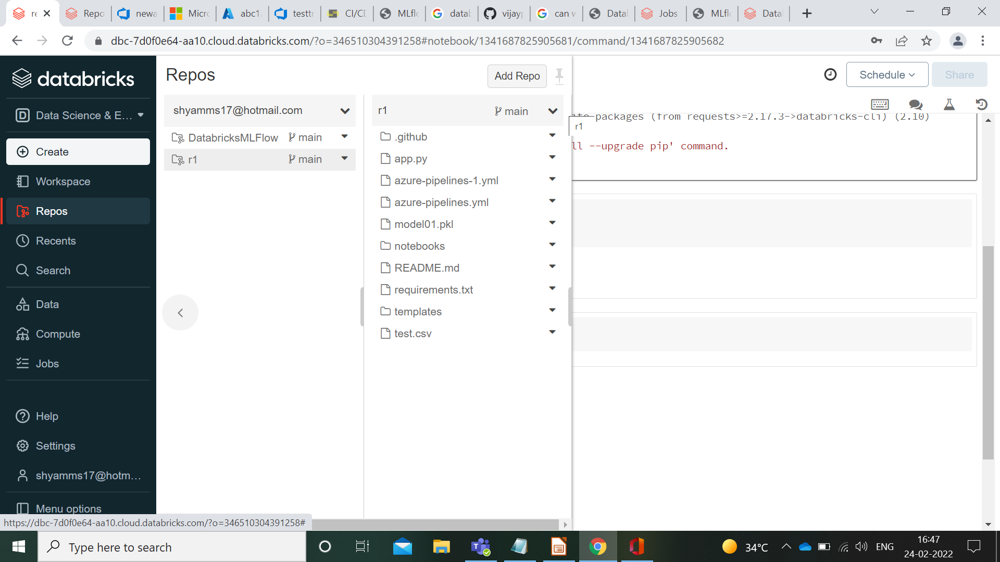 re
Repo
newa
Micro
abc1
testtr
CI/CD
MLflo
datab
vijayp
can w
Datal
Jobs
MLflo
Data
dbc-7d0f0e64-aa10.cloud.databricks.com/?o=346510304391258#notebook/1341687825905681/command/1341687825905682
databricks
D Data Science & E...
Create
Workspace
Repos
Recents
Search
Data
Compute
Jobs
Help
Settings
shyamms17@hotm...
Menu options
https://dbc-7d0f0e64-aa10.cloud.databricks.com/?o=346510304391258#
Repos
Add Repo
shyamms17@hotmail.com
DatabricksMLFlow main
r1 main
r1 main
.github
app.py
azure-pipelines-1.yml
azure-pipelines.yml
model01.pkl
notebooks
README.md
requirements.txt
templates
test.csv
Schedule
Share
packages (from requests>=2.17.3->databricks-cli) (2.10)
r1
ll --upgrade pip' command.
Type here to search
34°C
ENG
16:47
24-02-2022